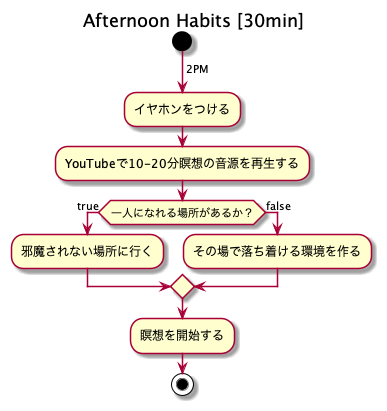 Afternoon Habits [30min]
2PM
イヤホンをつける
YouTubeで10-20分瞑想の音源を再生する
true
一人になれる場所があるか？
false
邪魔されない場所に行く
その場で落ち着ける環境を作る
瞑想を開始する